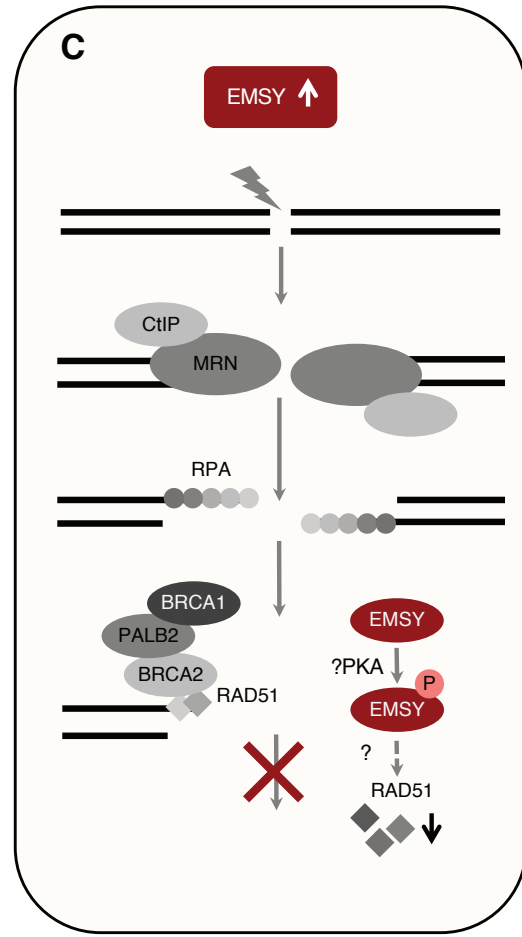 C
EMSY
CtIP
MRN
RPA
BRCA1
PALB2
BRCA2
RAD51
EMSY
?PKA
P
EMSY
?
RAD51